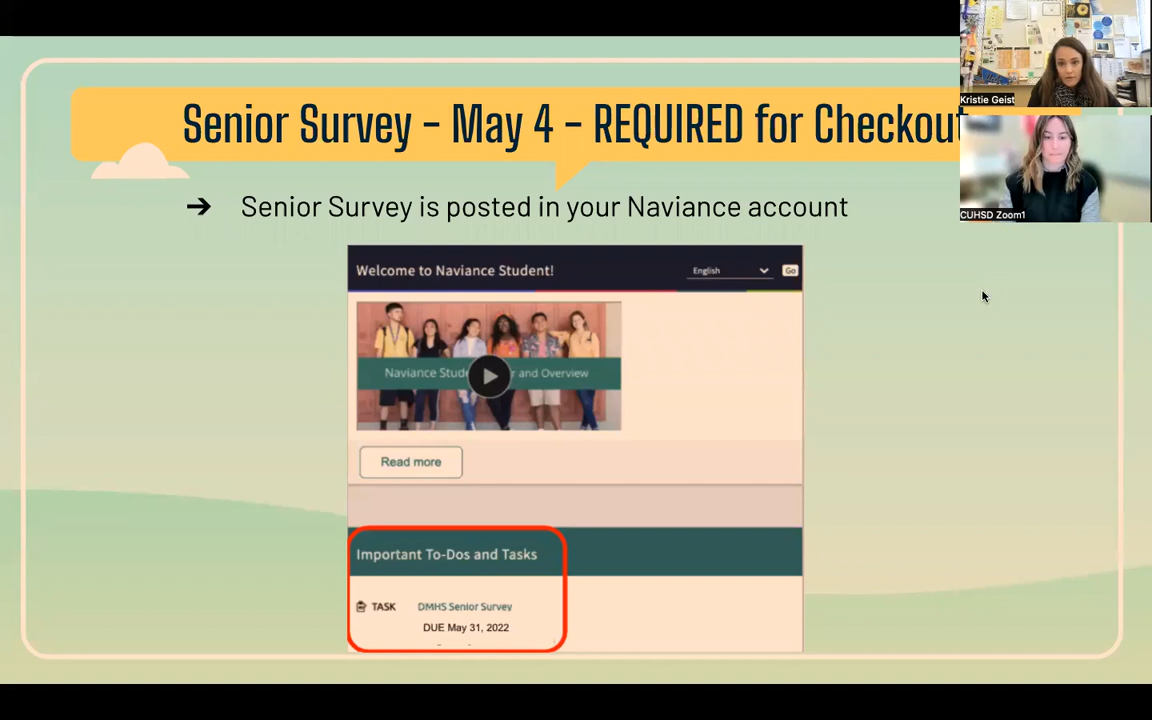 Senior Survey - May 4 - REQUIRED for Checkout
Kristie Geist
CUHSD Zoom1
➔ Senior Survey is posted in your Naviance account
Welcome to Naviance Student!
English
Go
Naviance Stude r and Overview
Read more
Important To-Dos and Tasks
TASK DMHS Senior Survey
DUE May 31, 2022